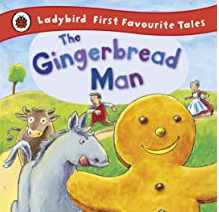 Ladybird First Favourite Tales
The
Gingerbread
Man